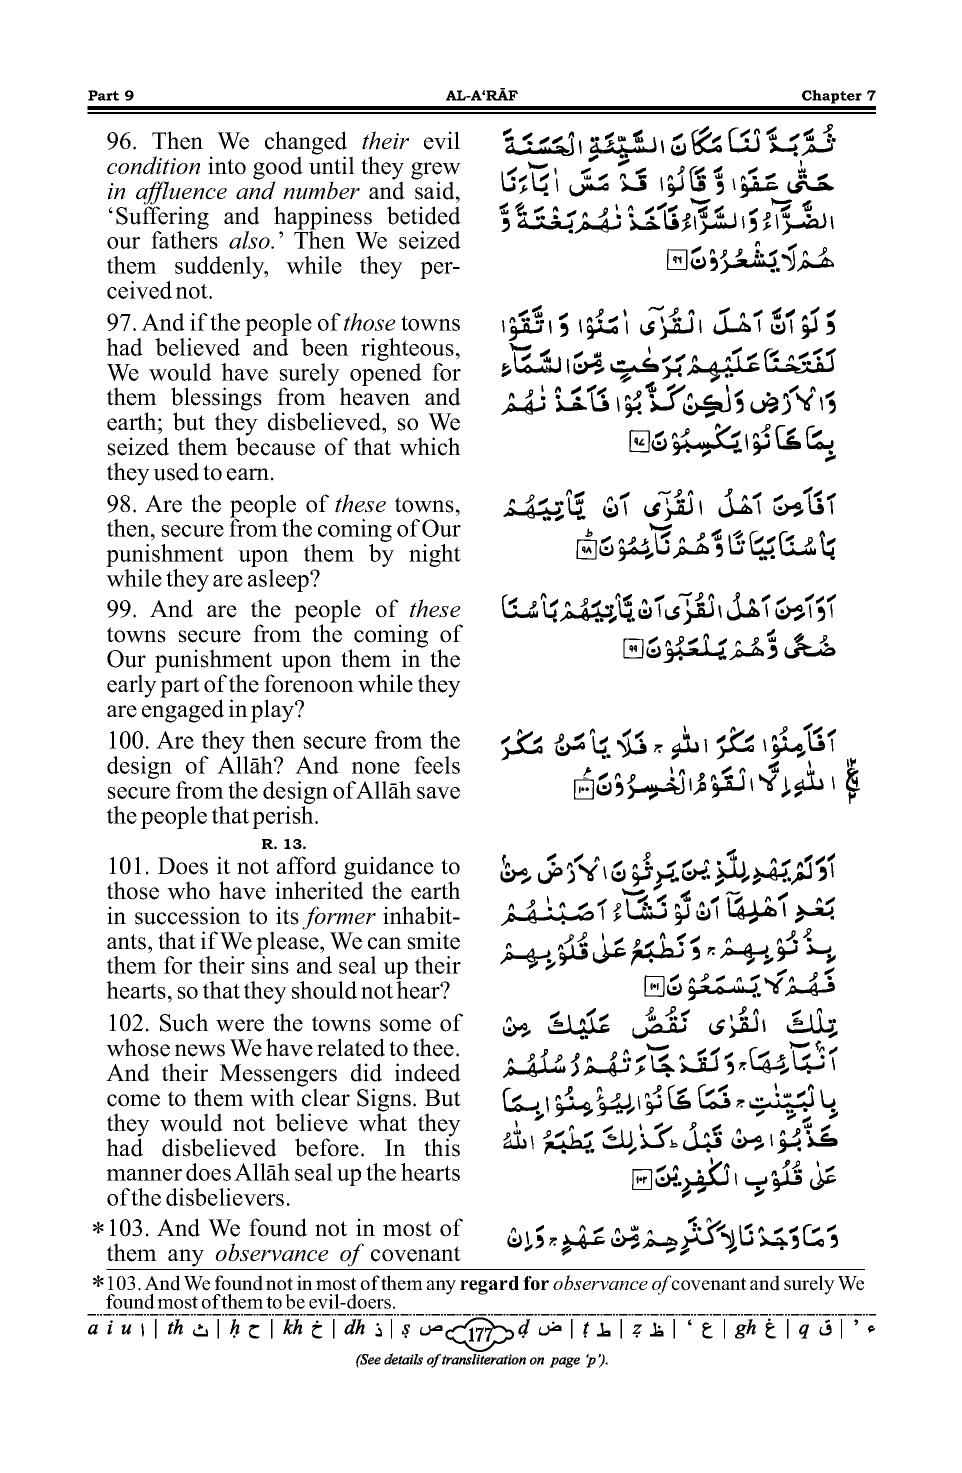 Part 9 AL-A‘RĀF Chapter 7
96. Then We changed their evil
condition into good until they grew
in affluence and number and said,
‘Suffering and happiness betided
our fathers also.’ Then We seized
them suddenly, while they per-
ceived not.
ثُمَّ بَدَّلْنَا مَكَانَ السَّيِّئَةِ الْحَسَنَةَ
حَتّٰى عَفَوْا وَّ قَالُوْا قَدْ مَسَّ اٰبَآءَنَا
الضَّرَّآءُ وَ السَّرَّآءُ فَاَخَذْنٰهُمْ بَغْتَةً وَّ
هُمْ لَا يَشْعُرُوْنَ ۹۶
97. And if the people of those towns
had believed and been righteous,
We would have surely opened for
them blessings from heaven and
earth; but they disbelieved, so We
seized them because of that which
they used to earn.
وَ لَوْ اَنَّ اَهْلَ الْقُرٰۤى اٰمَنُوْا وَ اتَّقَوْا
لَفَتَحْنَا عَلَيْهِمْ بَرَكٰتٍ مِّنَ السَّمَآءِ
وَ الْاَرْضِ وَ لٰكِنْ كَذَّبُوْا فَاَخَذْنٰهُمْ
بِمَا كَانُوْا يَكْسِبُوْنَ ۹۷
98. Are the people of these towns,
then, secure from the coming of Our
punishment upon them by night
while they are asleep?
اَفَاَمِنَ اَهْلُ الْقُرٰۤى اَنْ يَّاْتِيَهُمْ
بَاْسُنَا بَيَاتًا وَّ هُمْ نَآئِمُوْنَ ؕ۹۸
99. And are the people of these
towns secure from the coming of
Our punishment upon them in the
early part of the forenoon while they
are engaged in play?
اَوَ اَمِنَ اَهْلُ الْقُرٰۤى اَنْ يَّاْتِيَهُمْ بَاْسُنَا
ضُحًى وَّ هُمْ يَلْعَبُوْنَ ۹۹
100. Are they then secure from the
design of Allāh? And none feels
secure from the design of Allāh save
the people that perish.
اَفَاَمِنُوْا مَكْرَ اللّٰهِ ۚ فَلَا يَاْمَنُ مَكْرَ
اللّٰهِ اِلَّا الْقَوْمُ الْخٰسِرُوْنَ ۱۰۰
R. 13.
101. Does it not afford guidance to
those who have inherited the earth
in succession to its former inhabit-
ants, that if We please, We can smite
them for their sins and seal up their
hearts, so that they should not hear?
اَوَ لَمْ يَهْدِ لِلَّذِيْنَ يَرِثُوْنَ الْاَرْضَ مِنْۢ
بَعْدِ اَهْلِهَاۤ اَنْ لَّوْ نَشَآءُ اَصَبْنٰهُمْ
بِذُنُوْبِهِمْ ۚ وَ نَطْبَعُ عَلٰى قُلُوْبِهِمْ
فَهُمْ لَا يَسْمَعُوْنَ ۱۰۱
102. Such were the towns some of
whose news We have related to thee.
And their Messengers did indeed
come to them with clear Signs. But
they would not believe what they
had disbelieved before. In this
manner does Allāh seal up the hearts
of the disbelievers.
تِلْكَ الْقُرٰى نَقُصُّ عَلَيْكَ مِنْ
اَنْۢبَآئِهَا ۚ وَ لَقَدْ جَآءَتْهُمْ رُسُلُهُمْ
بِالْبَيِّنٰتِ ۚ فَمَا كَانُوْا لِيُؤْمِنُوْا بِمَا
كَذَّبُوْا مِنْ قَبْلُ ؕ كَذٰلِكَ يَطْبَعُ اللّٰهُ
عَلٰى قُلُوْبِ الْكٰفِرِيْنَ ۱۰۲
*103. And We found not in most of
them any observance of covenant
وَ مَا وَجَدْنَا لِاَكْثَرِهِمْ مِّنْ عَهْدٍ ۚ وَ اِنْ
*103. And We found not in most of them any regard for observance of covenant and surely We
found most of them to be evil-doers.
a i u ا | th ث | ḥ ح | kh خ | dh ذ | ṣ ص 177 ḍ ض | ṭ ط | ẓ ظ | ‘ ع | gh غ | q ق | ’ ء
(See details of transliteration on page ‘p’).